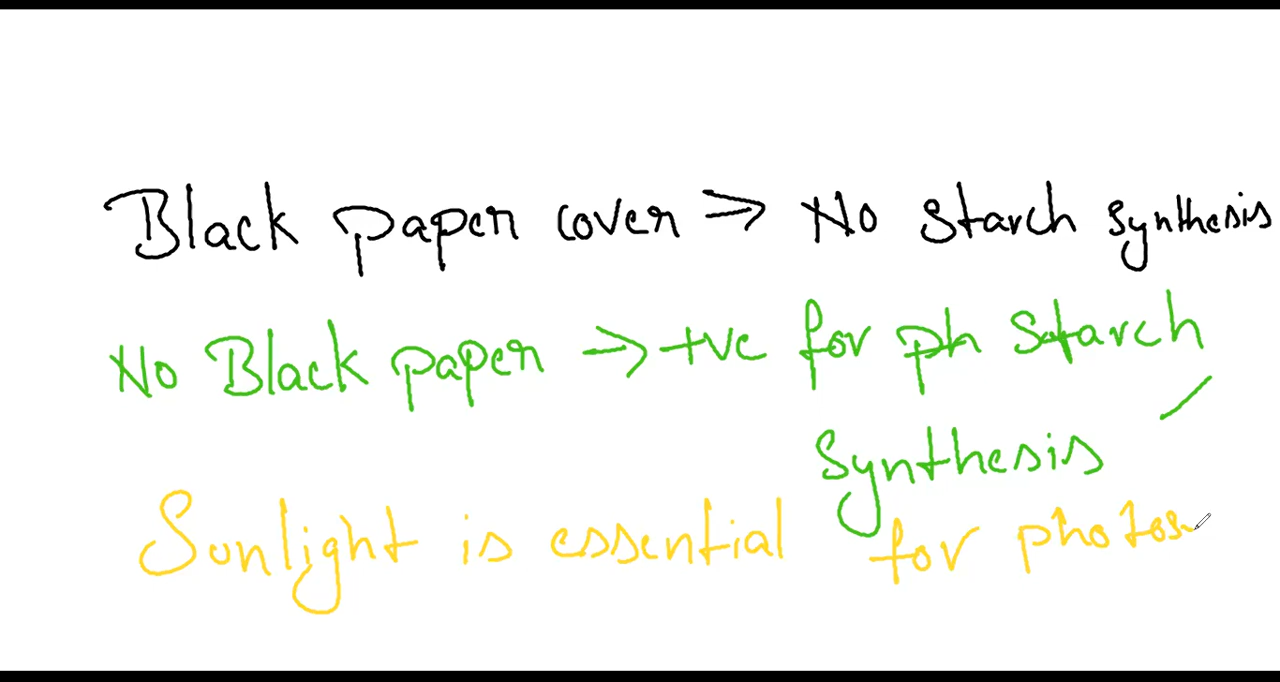 Black paper cover → No starch synthesis
No Black paper → +ve for ph starch
synthesis
Sunlight is essential for photos